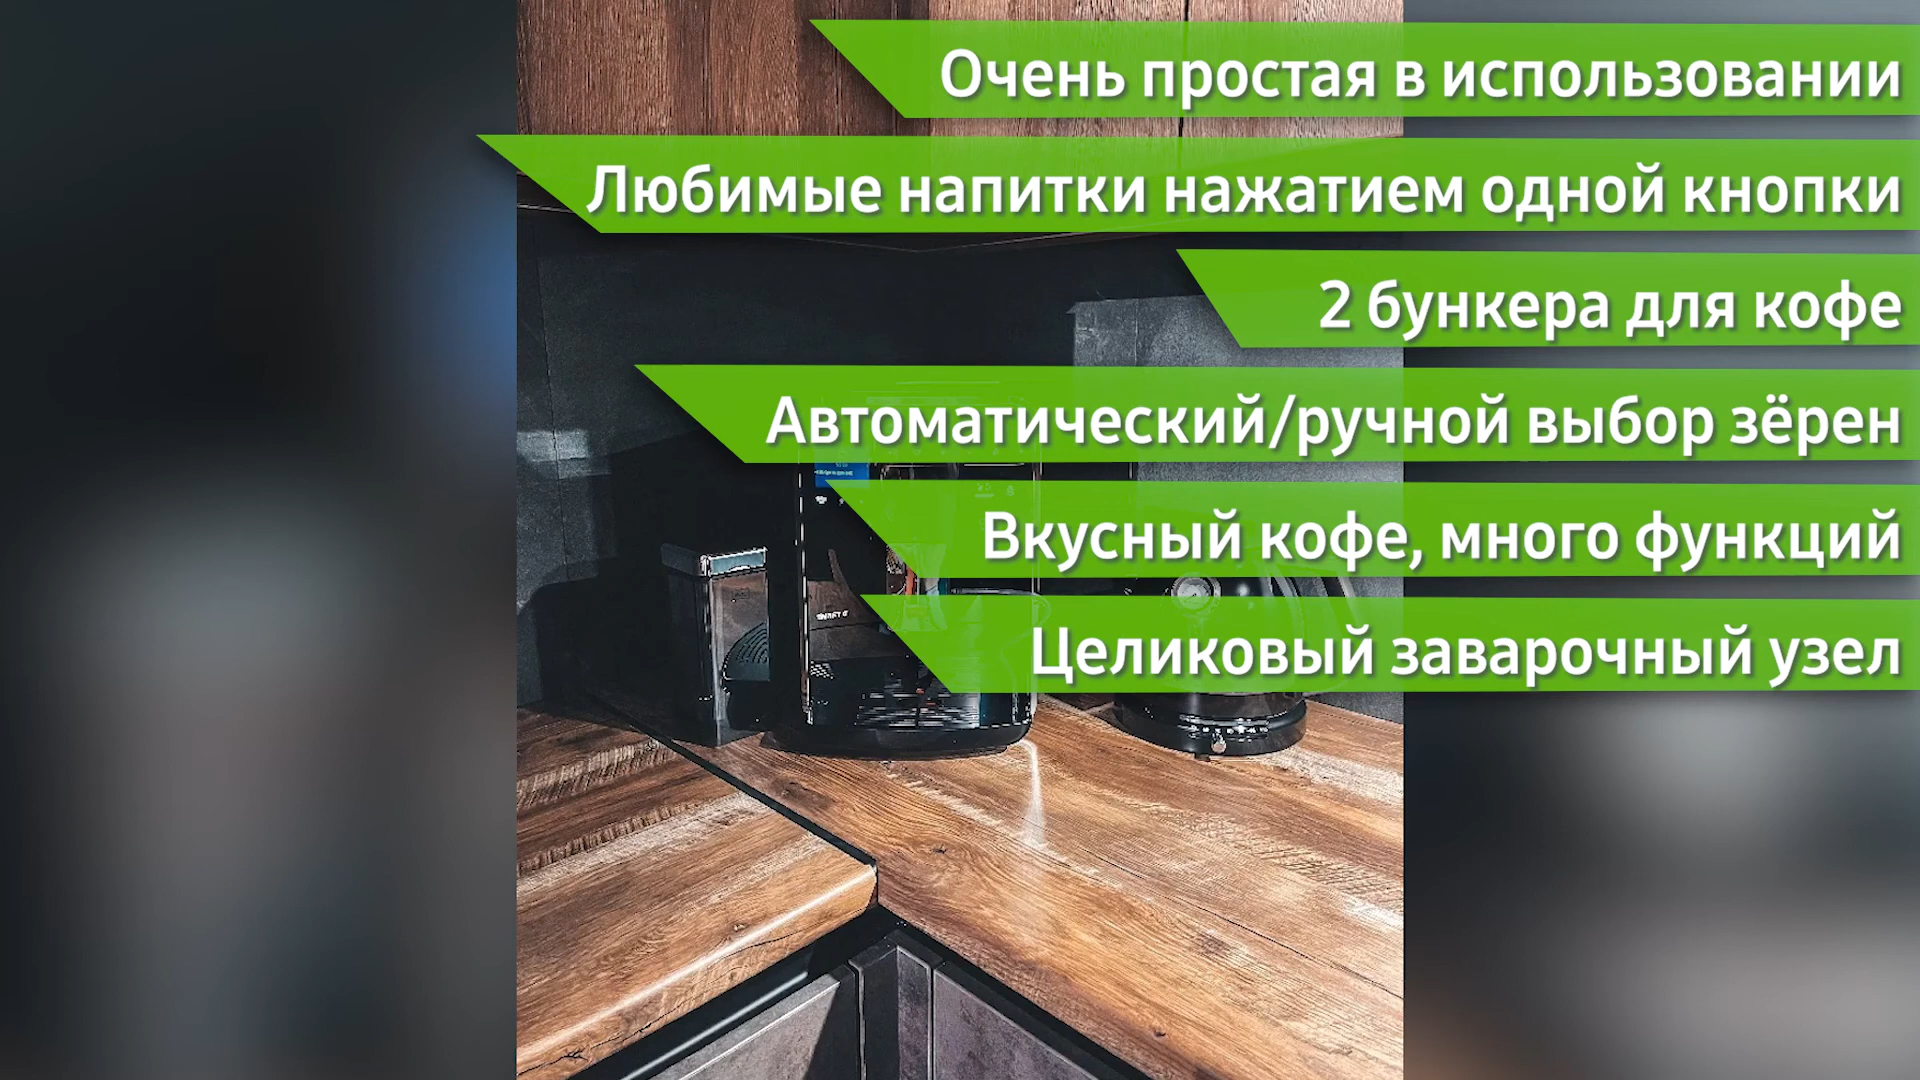 Очень простая в использовании
Любимые напитки нажатием одной кнопки
2 бункера для кофе
Автоматический/ручной выбор зёрен
Вкусный кофе, много функций
Целиковый заварочный узел